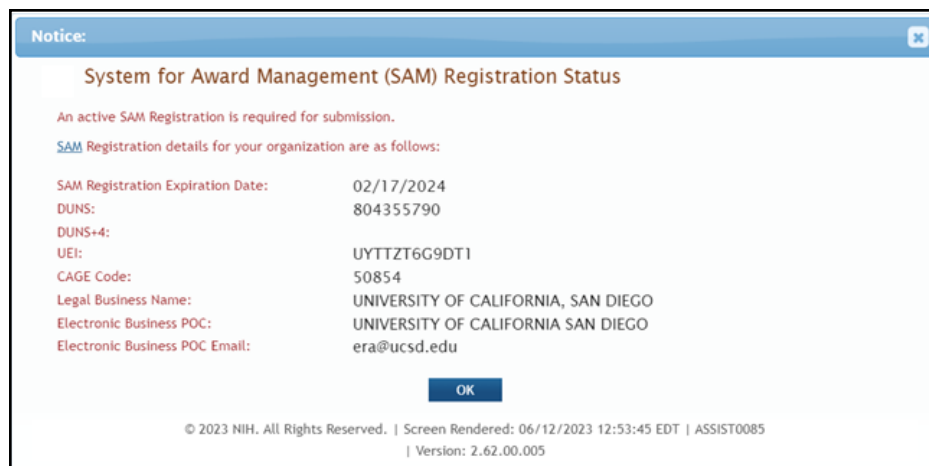 Notice:
System for Award Management (SAM) Registration Status
An active SAM Registration is required for submission.
SAM Registration details for your organization are as follows:
SAM Registration Expiration Date: 02/17/2024
DUNS: 804355790
DUNS+4:
UEI: UYTTZT6G9DT1
CAGE Code: 50854
Legal Business Name: UNIVERSITY OF CALIFORNIA, SAN DIEGO
Electronic Business POC: UNIVERSITY OF CALIFORNIA SAN DIEGO
Electronic Business POC Email: era@ucsd.edu
OK
© 2023 NIH. All Rights Reserved. | Screen Rendered: 06/12/2023 12:53:45 EDT | ASSIST0085
| Version: 2.62.00.005